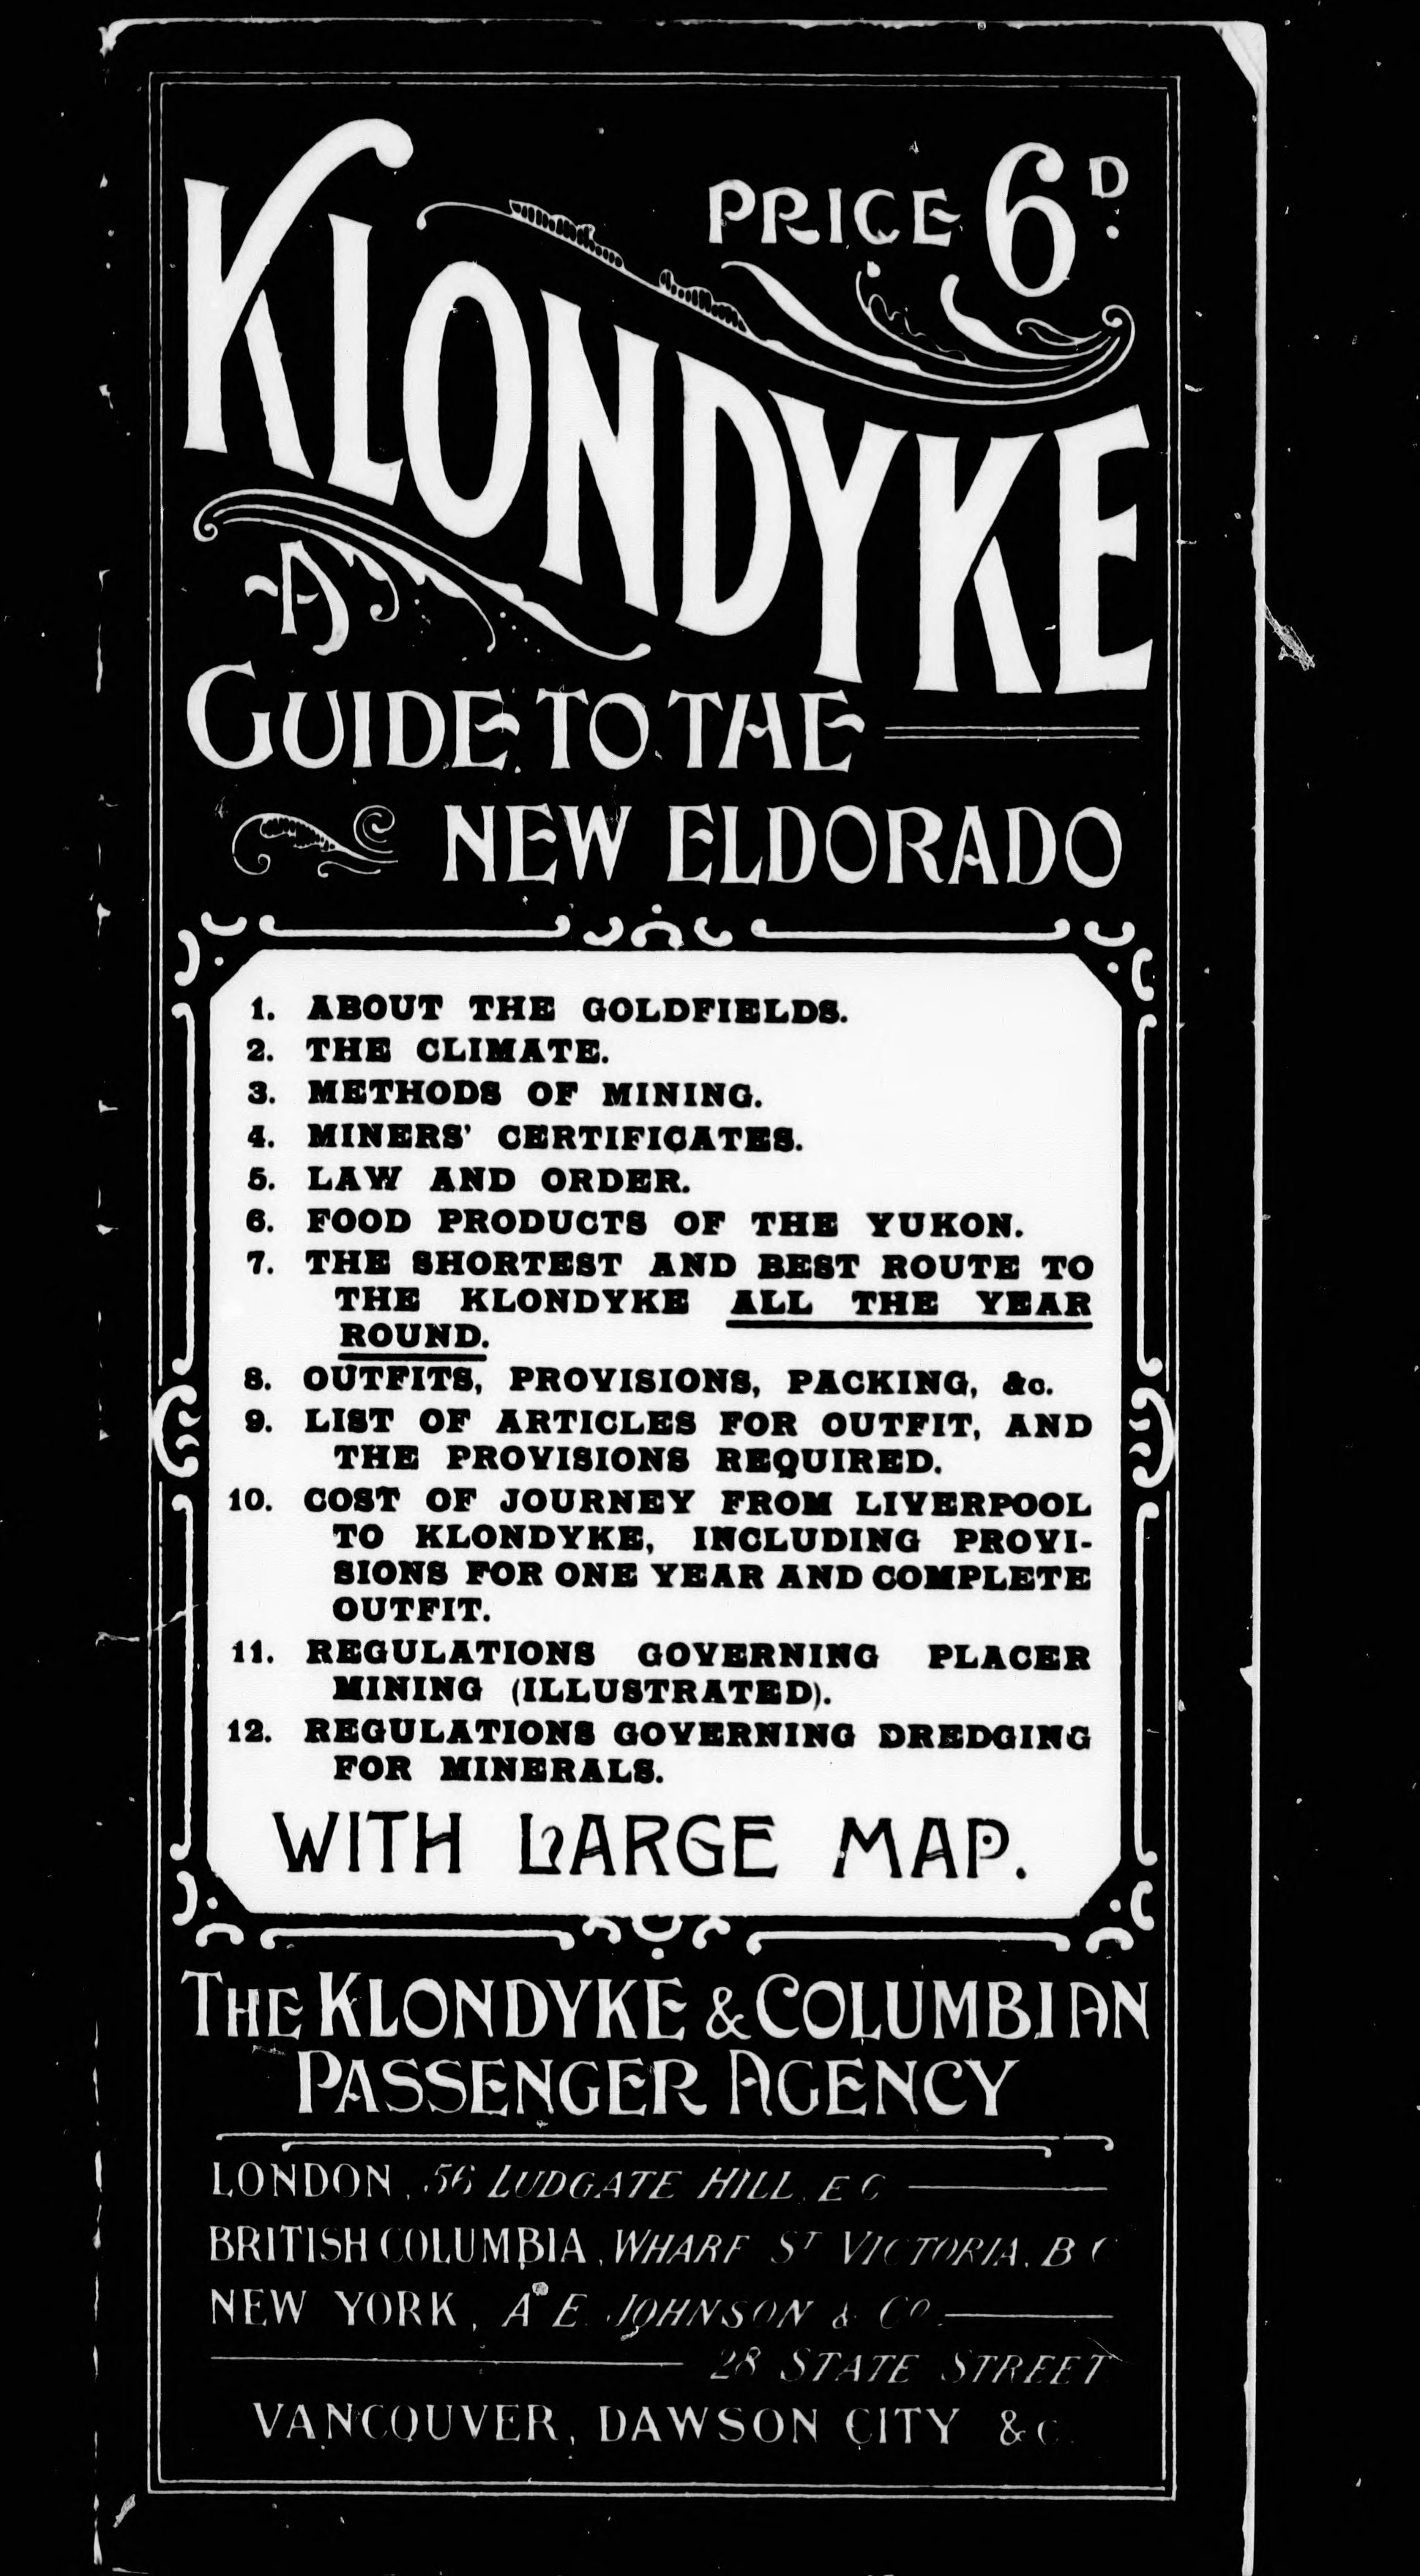 PRICE 6D.
KLONDYKE
A
GUIDE TO THE
NEW ELDORADO
1. ABOUT THE GOLDFIELDS.
2. THE CLIMATE.
3. METHODS OF MINING.
4. MINERS' CERTIFICATES.
5. LAW AND ORDER.
6. FOOD PRODUCTS OF THE YUKON.
7. THE SHORTEST AND BEST ROUTE TO
THE KLONDYKE ALL THE YEAR
ROUND.
8. OUTFITS, PROVISIONS, PACKING, &c.
9. LIST OF ARTICLES FOR OUTFIT, AND
THE PROVISIONS REQUIRED.
10. COST OF JOURNEY FROM LIVERPOOL
TO KLONDYKE, INCLUDING PROVI-
SIONS FOR ONE YEAR AND COMPLETE
OUTFIT.
11. REGULATIONS GOVERNING PLACER
MINING (ILLUSTRATED).
12. REGULATIONS GOVERNING DREDGING
FOR MINERALS.
WITH LARGE MAP.
THE KLONDYKE & COLUMBIAN
PASSENGER AGENCY
LONDON, 56 LUDGATE HILL, E C
BRITISH COLUMBIA, WHARF ST VICTORIA, B C
NEW YORK, A E JOHNSON & Co.
28 STATE STREET
VANCOUVER, DAWSON CITY &c.